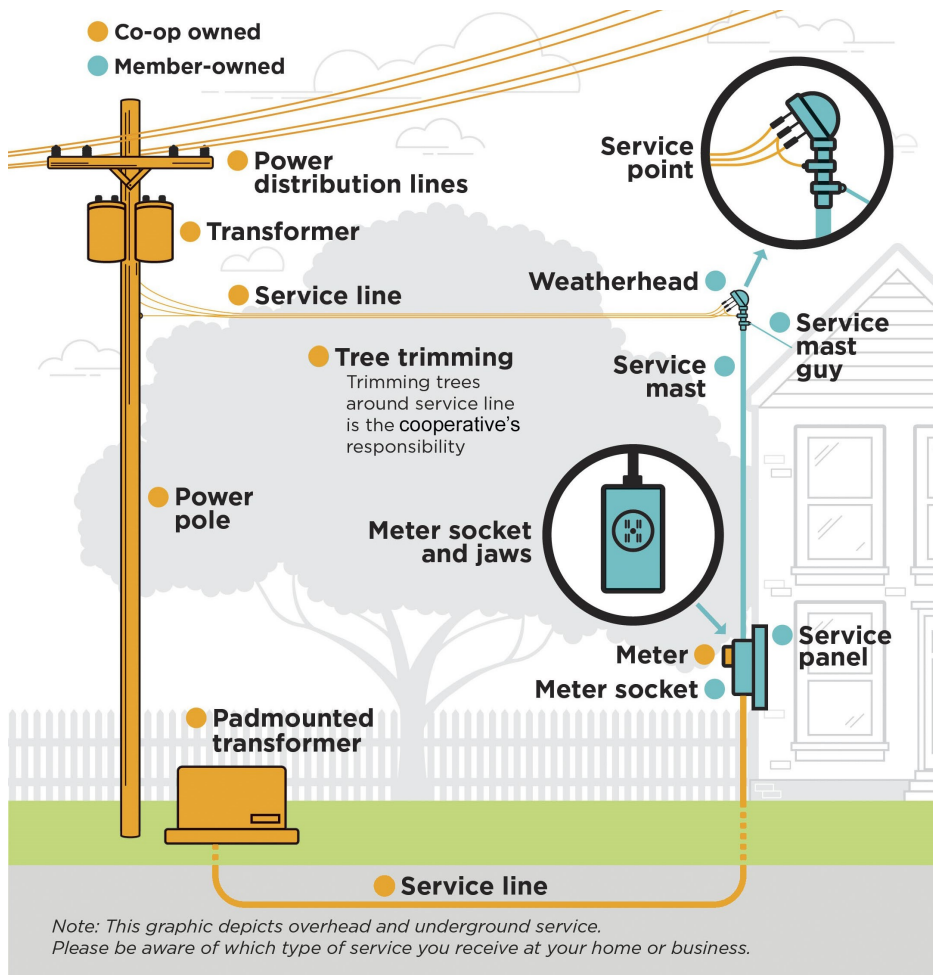 Co-op owned
Member-owned
Power
distribution lines
Service
point
Transformer
Weatherhead
Service line
Service
mast
guy
Tree trimming
Trimming trees
around service line
is the cooperative's
responsibility
Service
mast
Power
pole
Meter socket
and jaws
Meter
Service
panel
Meter socket
Padmounted
transformer
Service line
Note: This graphic depicts overhead and underground service.
Please be aware of which type of service you receive at your home or business.